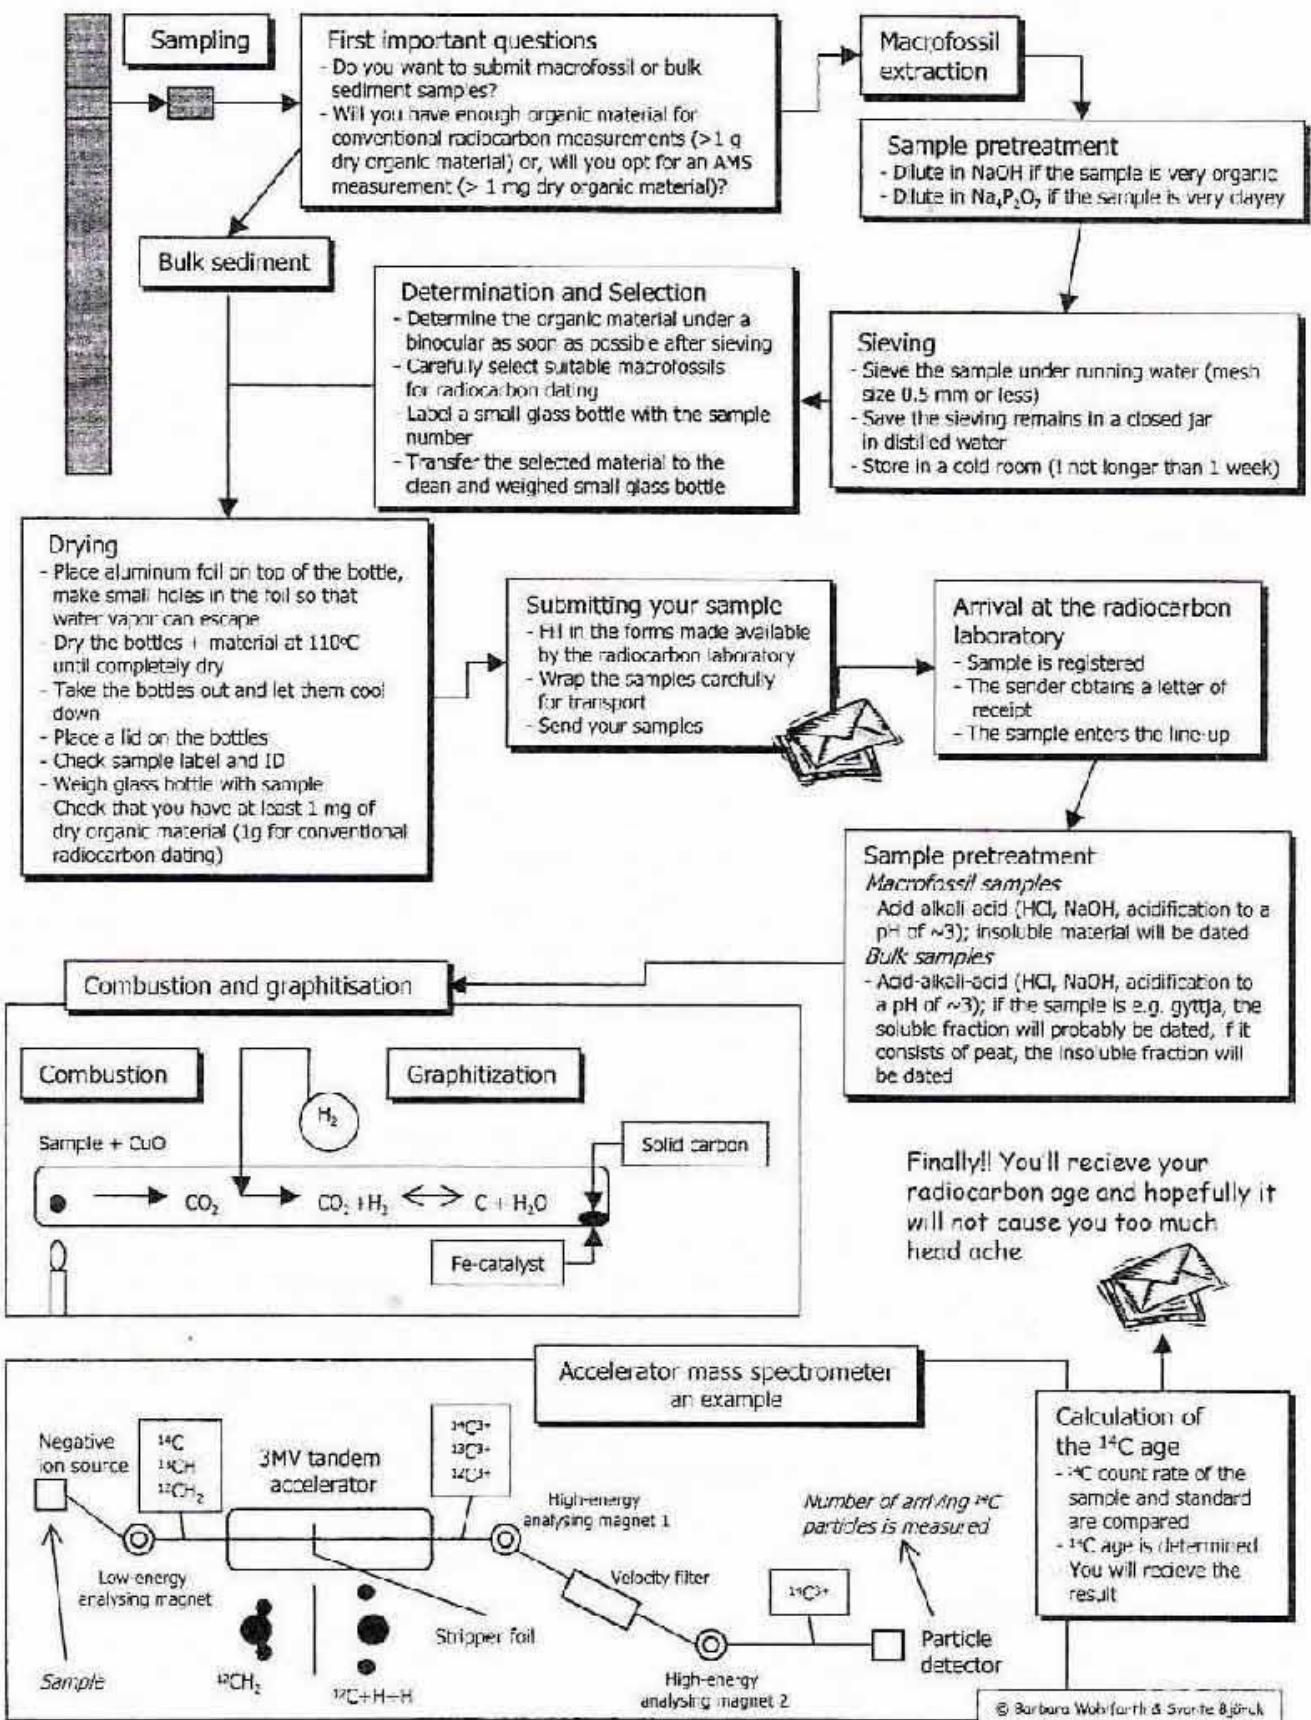 Sampling
First important questions
- Do you want to submit macrofossil or bulk
sediment samples?
- Will you have enough organic material for
conventional radiocarbon measurements (>1 g
dry organic material) or, will you opt for an AMS
measurement (> 1 mg dry organic material)?
Macrofossil
extraction
Sample pretreatment
- Dilute in NaOH if the sample is very organic
- Dilute in Na₄P₂O₇ if the sample is very clayey
Bulk sediment
Determination and Selection
- Determine the organic material under a
binocular as soon as possible after sieving
- Carefully select suitable macrofossils
for radiocarbon dating
- Label a small glass bottle with the sample
number
- Transfer the selected material to the
clean and weighed small glass bottle
Sieving
- Sieve the sample under running water (mesh
size 0.5 mm or less)
- Save the sieving remains in a closed jar
in distilled water
- Store in a cold room (! not longer than 1 week)
Drying
- Place aluminum foil on top of the bottle,
make small holes in the foil so that
water vapor can escape
- Dry the bottles + material at 110°C
until completely dry
- Take the bottles out and let them cool
down
- Place a lid on the bottles
- Check sample label and ID
- Weigh glass bottle with sample
Check that you have at least 1 mg of
dry organic material (1g for conventional
radiocarbon dating)
Submitting your sample
- Fill in the forms made available
by the radiocarbon laboratory
- Wrap the samples carefully
for transport
- Send your samples
Arrival at the radiocarbon
laboratory
- Sample is registered
- The sender obtains a letter of
receipt
- The sample enters the line-up
Sample pretreatment
Macrofossil samples
Acid alkali acid (HCl, NaOH, acidification to a
pH of ~3); insoluble material will be dated
Bulk samples
- Acid-alkali-acid (HCl, NaOH, acidification to
a pH of ~3); if the sample is e.g. gyttja, the
soluble fraction will probably be dated, if it
consists of peat, the insoluble fraction will
be dated
Combustion and graphitisation
Combustion
Graphitization
H₂
Sample + CuO
Solid carbon
CO₂
CO₂ +H₂
C + H₂O
Fe-catalyst
Finally!! You'll recieve your
radiocarbon age and hopefully it
will not cause you too much
head ache
Accelerator mass spectrometer
an example
Negative
ion source
¹⁴C
¹³CH
¹²CH₂
3MV tandem
accelerator
¹⁴C³⁺
¹³C³⁺
¹²C³⁺
High-energy
analysing magnet 1
Number of arriving ¹⁴C
particles is measured
Low-energy
analysing magnet
Velocity filter
¹⁴C³⁺
Stripper foil
Sample
¹²CH₂
¹²C+H+H
High-energy
analysing magnet 2
Particle
detector
Calculation of
the ¹⁴C age
- ¹⁴C count rate of the
sample and standard
are compared
- ¹⁴C age is determined
You will recieve the
result
© Barbara Wohlfarth & Svante Björck